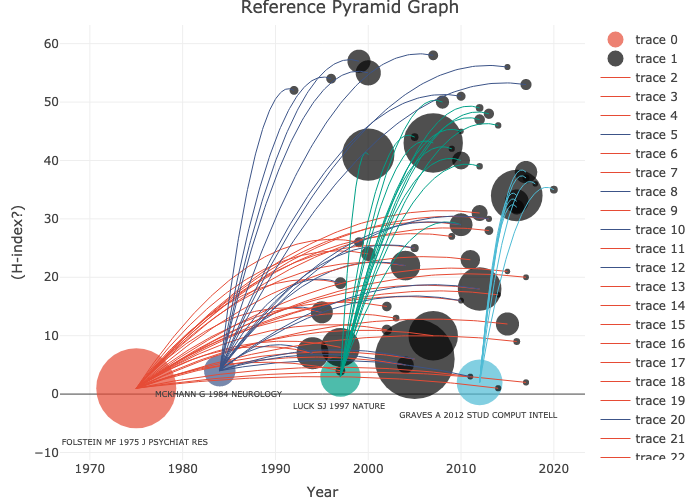 Reference Pyramid Graph
60
50
40
30
20
10
0
−10
(H-index?)
1970
1980
1990
2000
2010
2020
Year
MCKHANN G 1984 NEUROLOGY
LUCK SJ 1997 NATURE
GRAVES A 2012 STUD COMPUT INTELL
FOLSTEIN MF 1975 J PSYCHIAT RES
trace 0
trace 1
trace 2
trace 3
trace 4
trace 5
trace 6
trace 7
trace 8
trace 9
trace 10
trace 11
trace 12
trace 13
trace 14
trace 15
trace 16
trace 17
trace 18
trace 19
trace 20
trace 21
trace 22